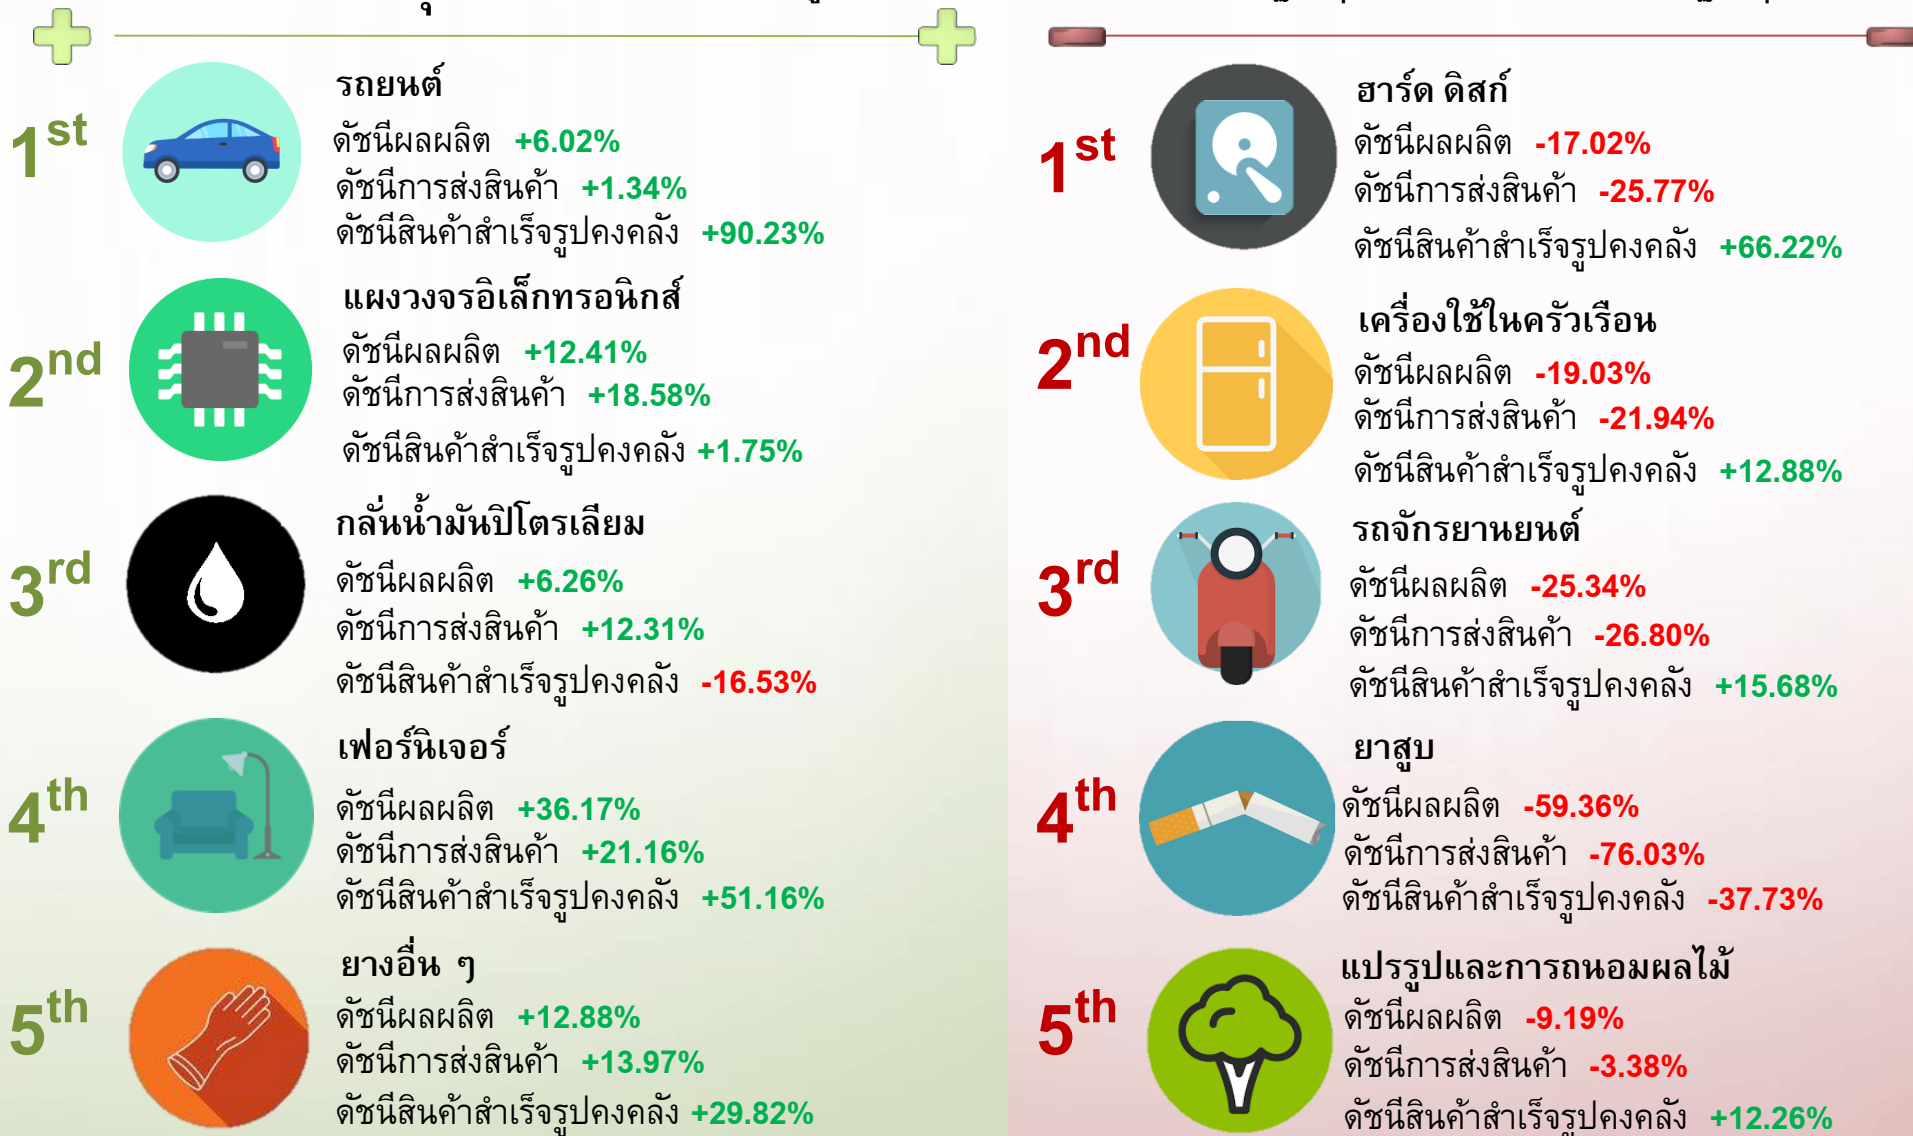 1st
รถยนต์
ดัชนีผลผลิต +6.02%
ดัชนีการส่งสินค้า +1.34%
ดัชนีสินค้าสำเร็จรูปคงคลัง +90.23%
2nd
แผงวงจรอิเล็กทรอนิกส์
ดัชนีผลผลิต +12.41%
ดัชนีการส่งสินค้า +18.58%
ดัชนีสินค้าสำเร็จรูปคงคลัง +1.75%
3rd
กลั่นน้ำมันปิโตรเลียม
ดัชนีผลผลิต +6.26%
ดัชนีการส่งสินค้า +12.31%
ดัชนีสินค้าสำเร็จรูปคงคลัง -16.53%
4th
เฟอร์นิเจอร์
ดัชนีผลผลิต +36.17%
ดัชนีการส่งสินค้า +21.16%
ดัชนีสินค้าสำเร็จรูปคงคลัง +51.16%
5th
ยางอื่น ๆ
ดัชนีผลผลิต +12.88%
ดัชนีการส่งสินค้า +13.97%
ดัชนีสินค้าสำเร็จรูปคงคลัง +29.82%
1st
ฮาร์ด ดิสก์
ดัชนีผลผลิต -17.02%
ดัชนีการส่งสินค้า -25.77%
ดัชนีสินค้าสำเร็จรูปคงคลัง +66.22%
2nd
เครื่องใช้ในครัวเรือน
ดัชนีผลผลิต -19.03%
ดัชนีการส่งสินค้า -21.94%
ดัชนีสินค้าสำเร็จรูปคงคลัง +12.88%
3rd
รถจักรยานยนต์
ดัชนีผลผลิต -25.34%
ดัชนีการส่งสินค้า -26.80%
ดัชนีสินค้าสำเร็จรูปคงคลัง +15.68%
4th
ยาสูบ
ดัชนีผลผลิต -59.36%
ดัชนีการส่งสินค้า -76.03%
ดัชนีสินค้าสำเร็จรูปคงคลัง -37.73%
5th
แปรรูปและการถนอมผลไม้
ดัชนีผลผลิต -9.19%
ดัชนีการส่งสินค้า -3.38%
ดัชนีสินค้าสำเร็จรูปคงคลัง +12.26%